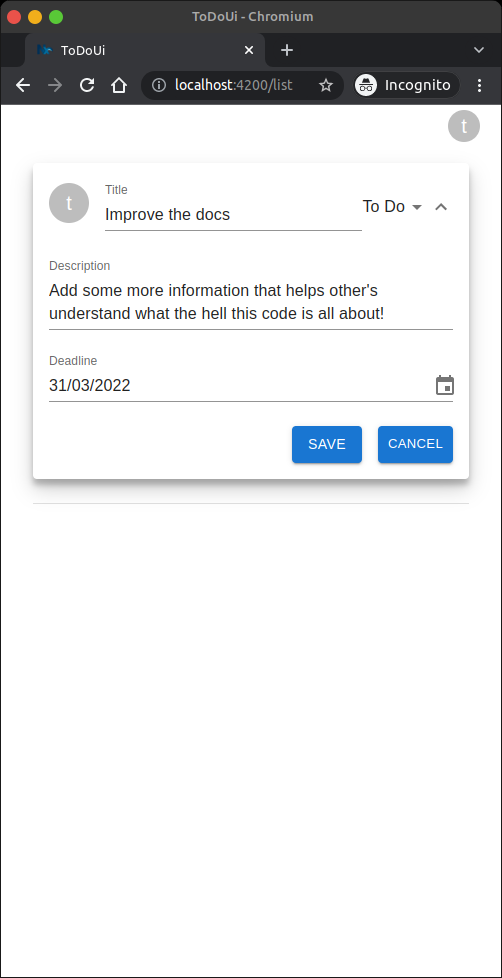 ToDoUi - Chromium
ToDoUi
localhost:4200/list
Incognito
t
t
Title
Improve the docs
To Do
Description
Add some more information that helps other's
understand what the hell this code is all about!
Deadline
31/03/2022
SAVE
CANCEL